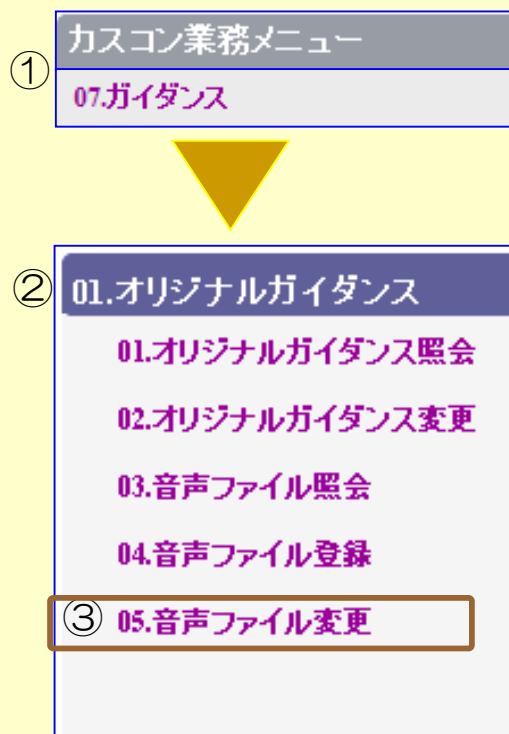 ①
カスコン業務メニュー
07.ガイダンス
②
01.オリジナルガイダンス
01.オリジナルガイダンス照会
02.オリジナルガイダンス変更
03.音声ファイル照会
04.音声ファイル登録
③ 05.音声ファイル変更